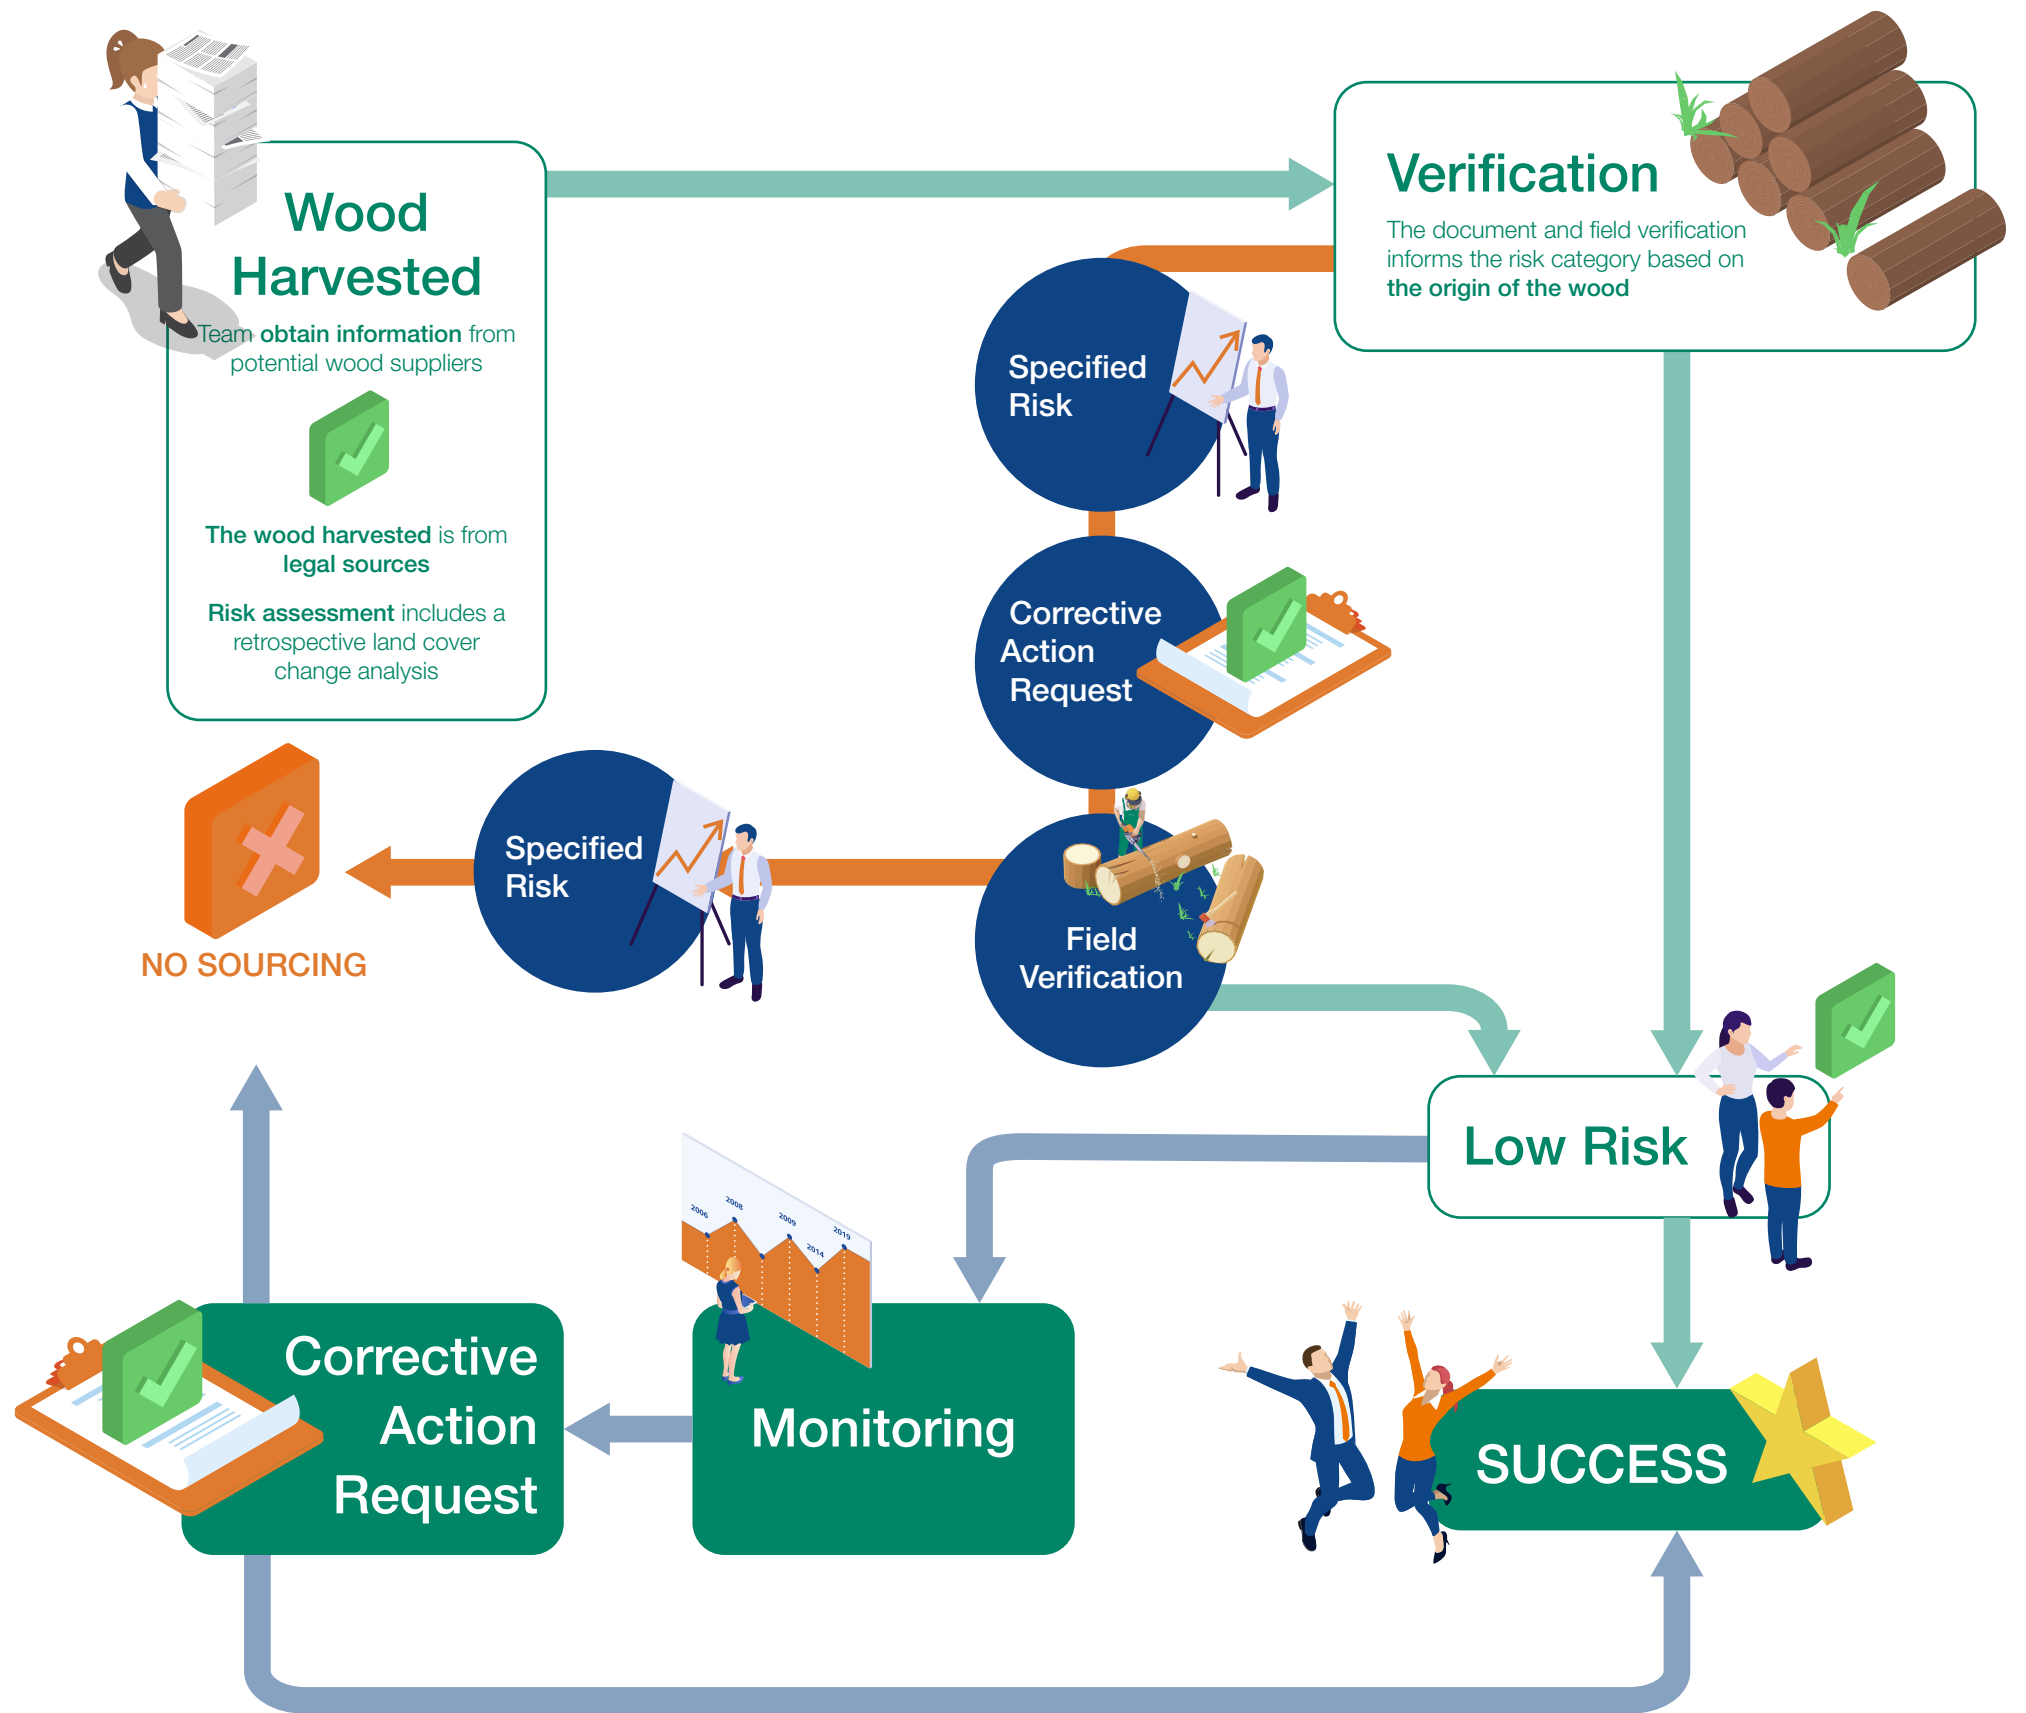 Wood
Harvested
Team obtain information from
potential wood suppliers
The wood harvested is from
legal sources
Risk assessment includes a
retrospective land cover
change analysis
Verification
The document and field verification
informs the risk category based on
the origin of the wood
Specified
Risk
Corrective
Action
Request
Field
Verification
Specified
Risk
NO SOURCING
Low Risk
2006
2008
2009
2014
2019
Monitoring
Corrective
Action
Request
SUCCESS